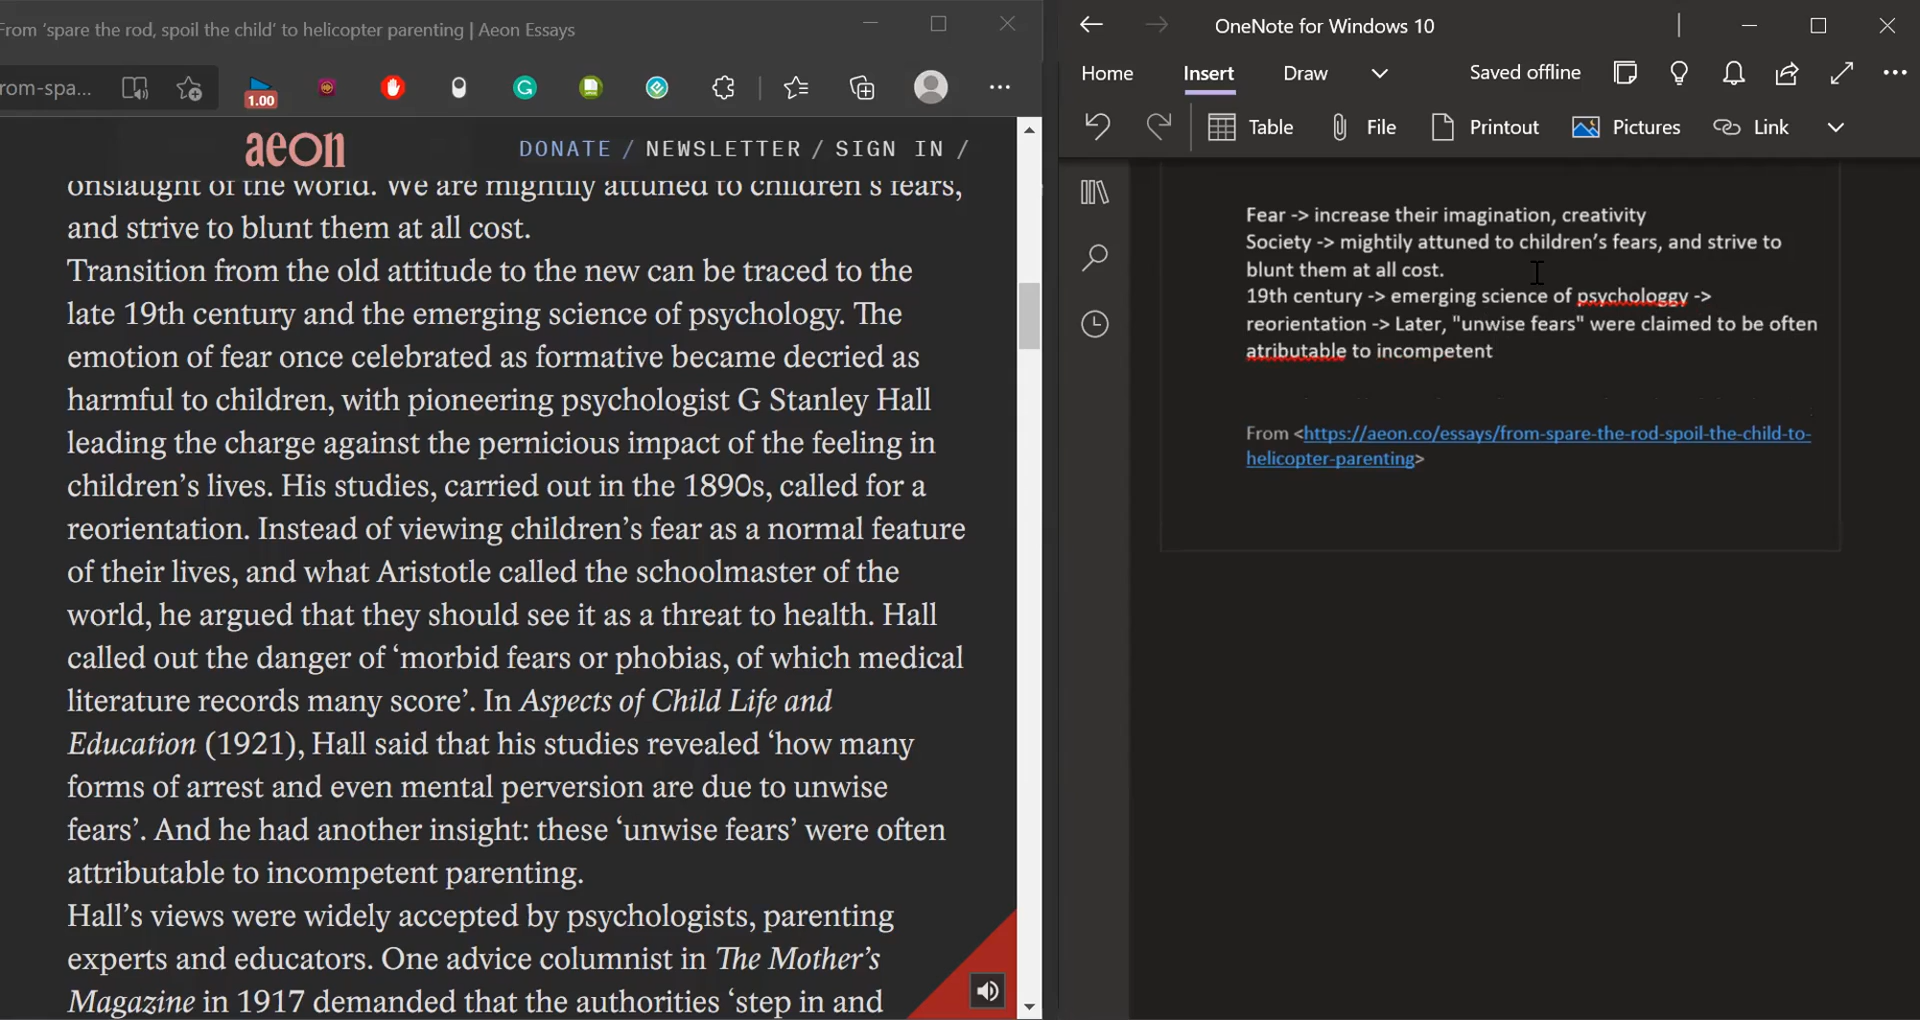 From ‘spare the rod, spoil the child’ to helicopter parenting | Aeon Essays
rom-spa...
1.00
aeon
DONATE / NEWSLETTER / SIGN IN /
onslaught of the world. We are mightily attuned to children’s fears,
and strive to blunt them at all cost.
Transition from the old attitude to the new can be traced to the
late 19th century and the emerging science of psychology. The
emotion of fear once celebrated as formative became decried as
harmful to children, with pioneering psychologist G Stanley Hall
leading the charge against the pernicious impact of the feeling in
children’s lives. His studies, carried out in the 1890s, called for a
reorientation. Instead of viewing children’s fear as a normal feature
of their lives, and what Aristotle called the schoolmaster of the
world, he argued that they should see it as a threat to health. Hall
called out the danger of ‘morbid fears or phobias, of which medical
literature records many score’. In Aspects of Child Life and
Education (1921), Hall said that his studies revealed ‘how many
forms of arrest and even mental perversion are due to unwise
fears’. And he had another insight: these ‘unwise fears’ were often
attributable to incompetent parenting.
Hall’s views were widely accepted by psychologists, parenting
experts and educators. One advice columnist in The Mother’s
Magazine in 1917 demanded that the authorities ‘step in and
OneNote for Windows 10
Home Insert Draw Saved offline
Table File Printout Pictures Link
Fear -> increase their imagination, creativity
Society -> mightily attuned to children’s fears, and strive to
blunt them at all cost.
19th century -> emerging science of psychologgy ->
reorientation -> Later, "unwise fears" were claimed to be often
atributable to incompetent
From <https://aeon.co/essays/from-spare-the-rod-spoil-the-child-to-
helicopter-parenting>